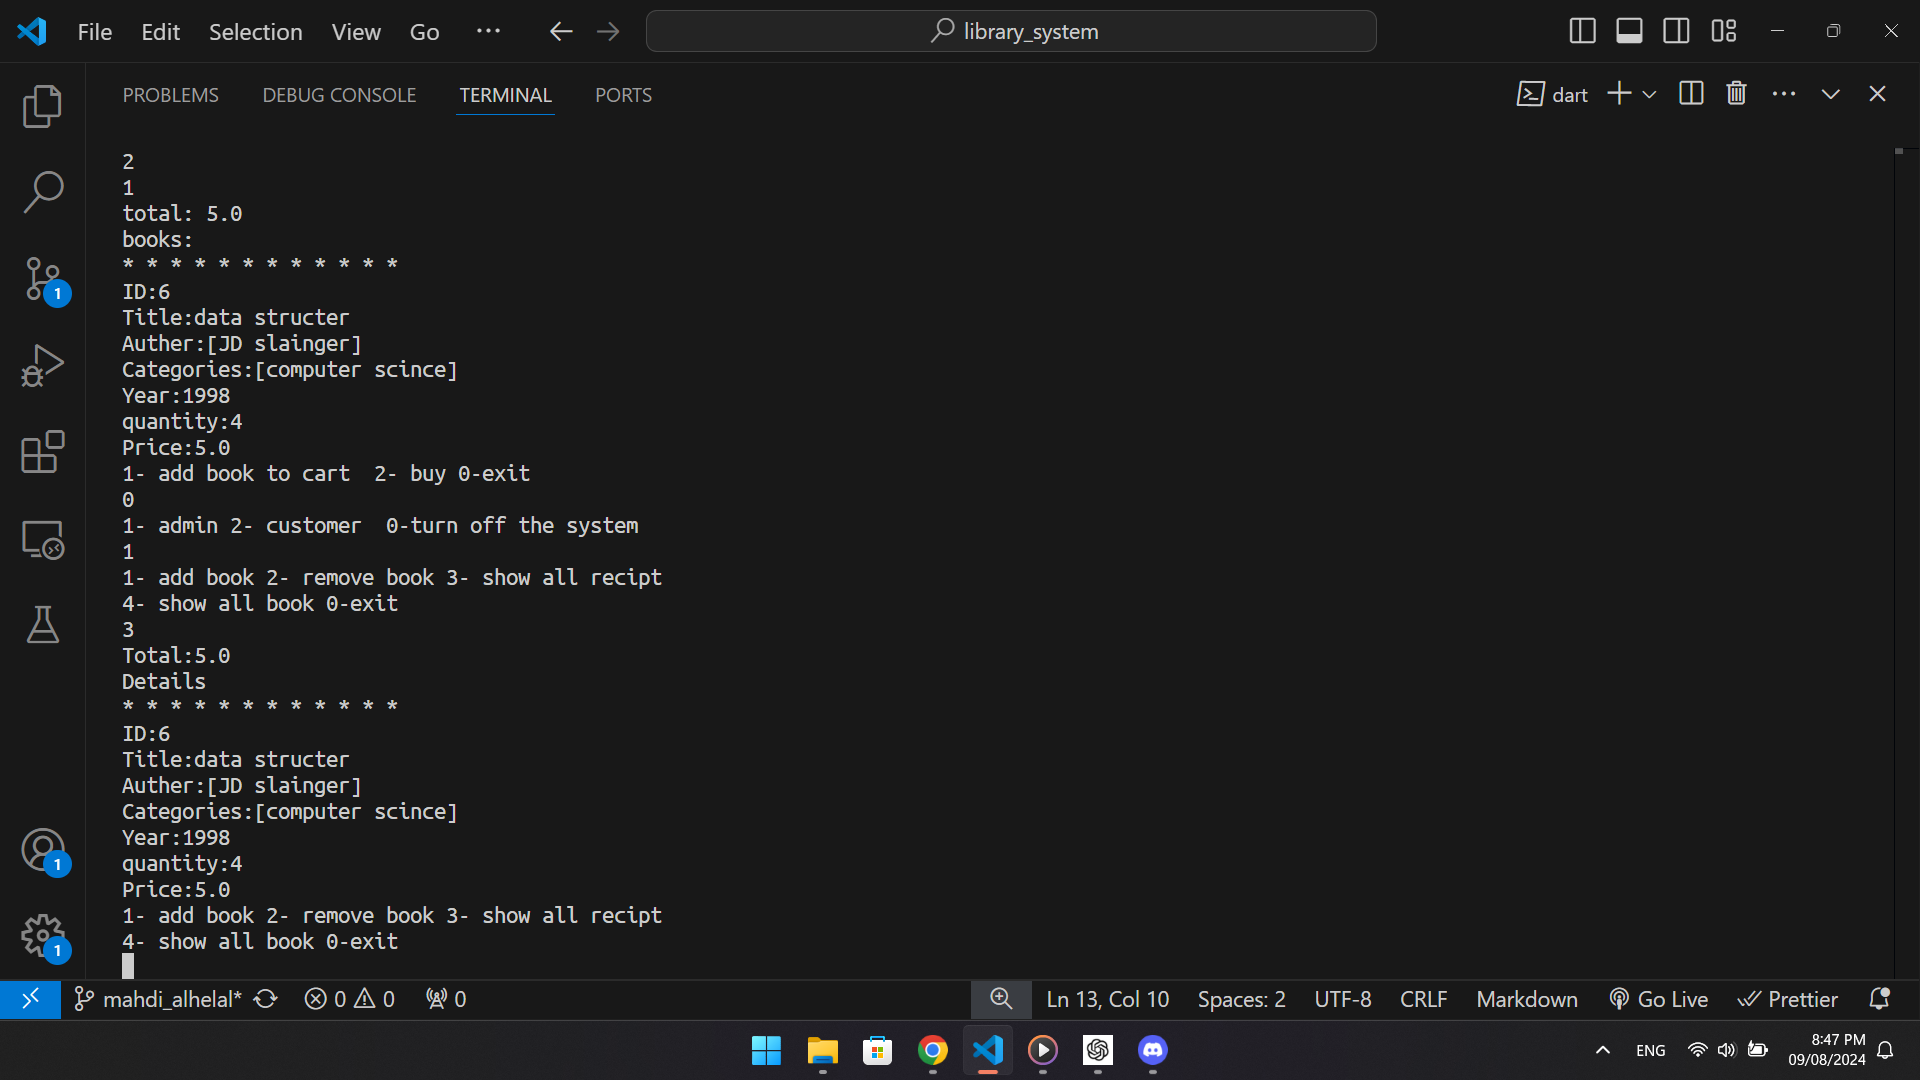 File Edit Selection View Go ··· library_system
PROBLEMS DEBUG CONSOLE TERMINAL PORTS dart
2
1
total: 5.0
books:
* * * * * * * * * * * *
ID:6
Title:data structer
Auther:[JD slainger]
Categories:[computer scince]
Year:1998
quantity:4
Price:5.0
1- add book to cart  2- buy 0-exit
0
1- admin 2- customer  0-turn off the system
1
1- add book 2- remove book 3- show all recipt
4- show all book 0-exit
3
Total:5.0
Details
* * * * * * * * * * * *
ID:6
Title:data structer
Auther:[JD slainger]
Categories:[computer scince]
Year:1998
quantity:4
Price:5.0
1- add book 2- remove book 3- show all recipt
4- show all book 0-exit
1
1
1
mahdi_alhelal* 0 0 0 Ln 13, Col 10 Spaces: 2 UTF-8 CRLF Markdown Go Live Prettier
ENG 8:47 PM
09/08/2024